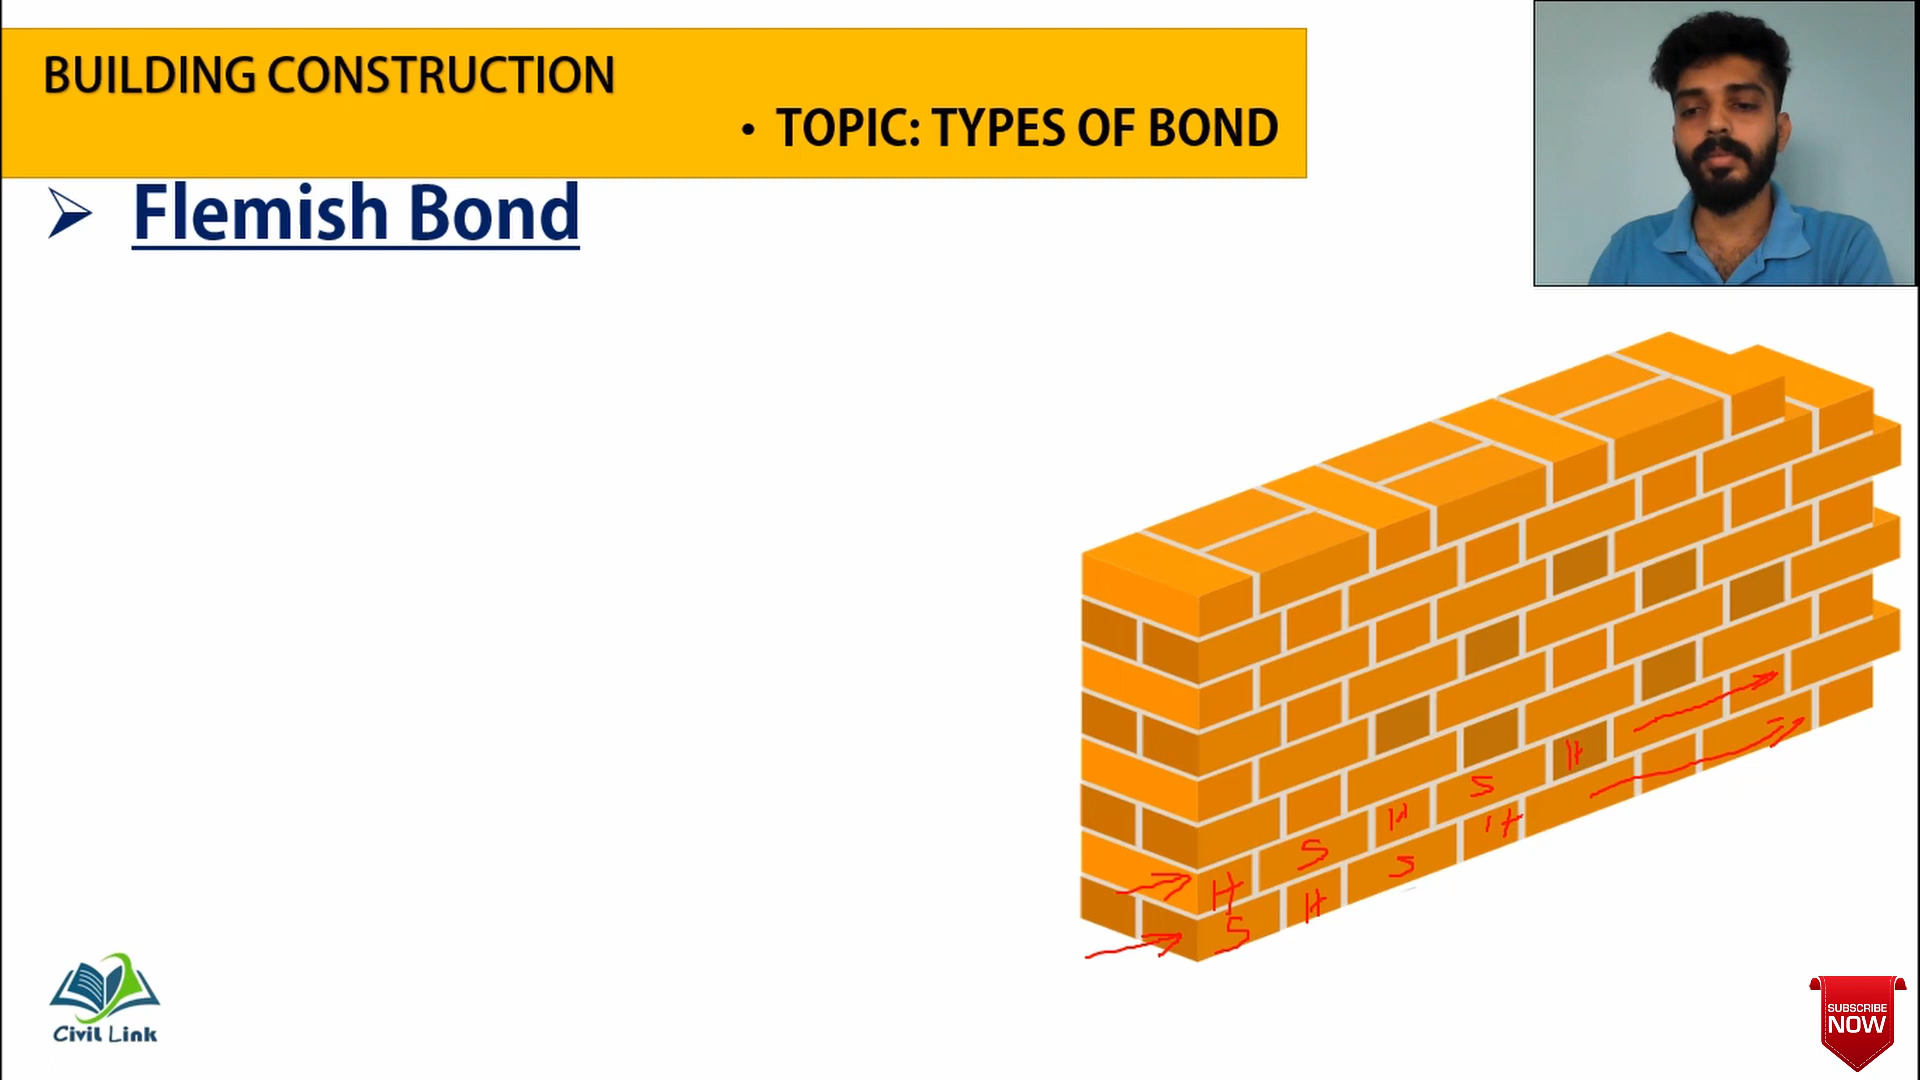 BUILDING CONSTRUCTION
• TOPIC: TYPES OF BOND
➢ Flemish Bond
H S H S H
S H S H
Civil Link
SUBSCRIBE
NOW